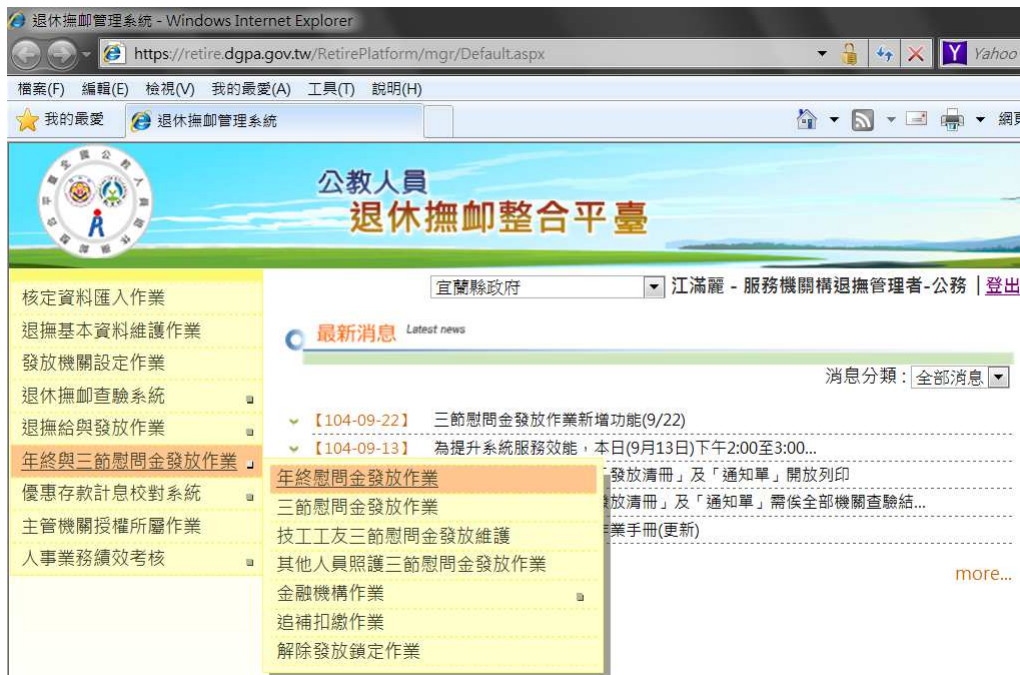 退休撫卹管理系統 - Windows Internet Explorer
https://retire.dgpa.gov.tw/RetirePlatform/mgr/Default.aspx
Yahoo
檔案(F) 編輯(E) 檢視(V) 我的最愛(A) 工具(T) 說明(H)
我的最愛
退休撫卹管理系統
公教人員
退休撫卹整合平臺
宜蘭縣政府
江滿麗 - 服務機關構退撫管理者-公務 | 登出
核定資料匯入作業
退撫基本資料維護作業
發放機關設定作業
退休撫卹查驗系統
退撫給與發放作業
年終與三節慰問金發放作業
優惠存款計息校對系統
主管機關授權所屬作業
人事業務績效考核
年終慰問金發放作業
三節慰問金發放作業
技工工友三節慰問金發放維護
其他人員照護三節慰問金發放作業
金融機構作業
追補扣繳作業
解除發放鎖定作業
最新消息 Latest news
消息分類 : 全部消息
【104-09-22】 三節慰問金發放作業新增功能(9/22)
【104-09-13】 為提升系統服務效能，本日(9月13日)下午2:00至3:00...
發放清冊」及「通知單」開放列印
放清冊」及「通知單」需俟全部機關查驗結...
業手冊(更新)
more...